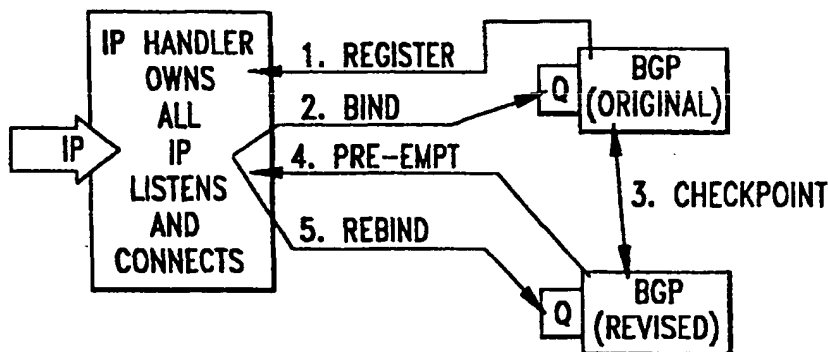 IP HANDLER
OWNS
ALL
IP
LISTENS
AND
CONNECTS
IP
1. REGISTER
2. BIND
4. PRE-EMPT
5. REBIND
Q
BGP
(ORIGINAL)
3. CHECKPOINT
Q
BGP
(REVISED)